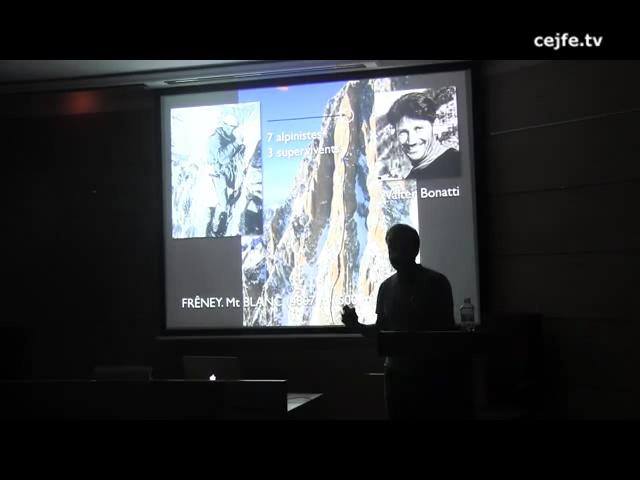 cejfe.tv
7 alpinistes
3 supervivents
Walter Bonatti
FRÊNEY. Mt BLANC